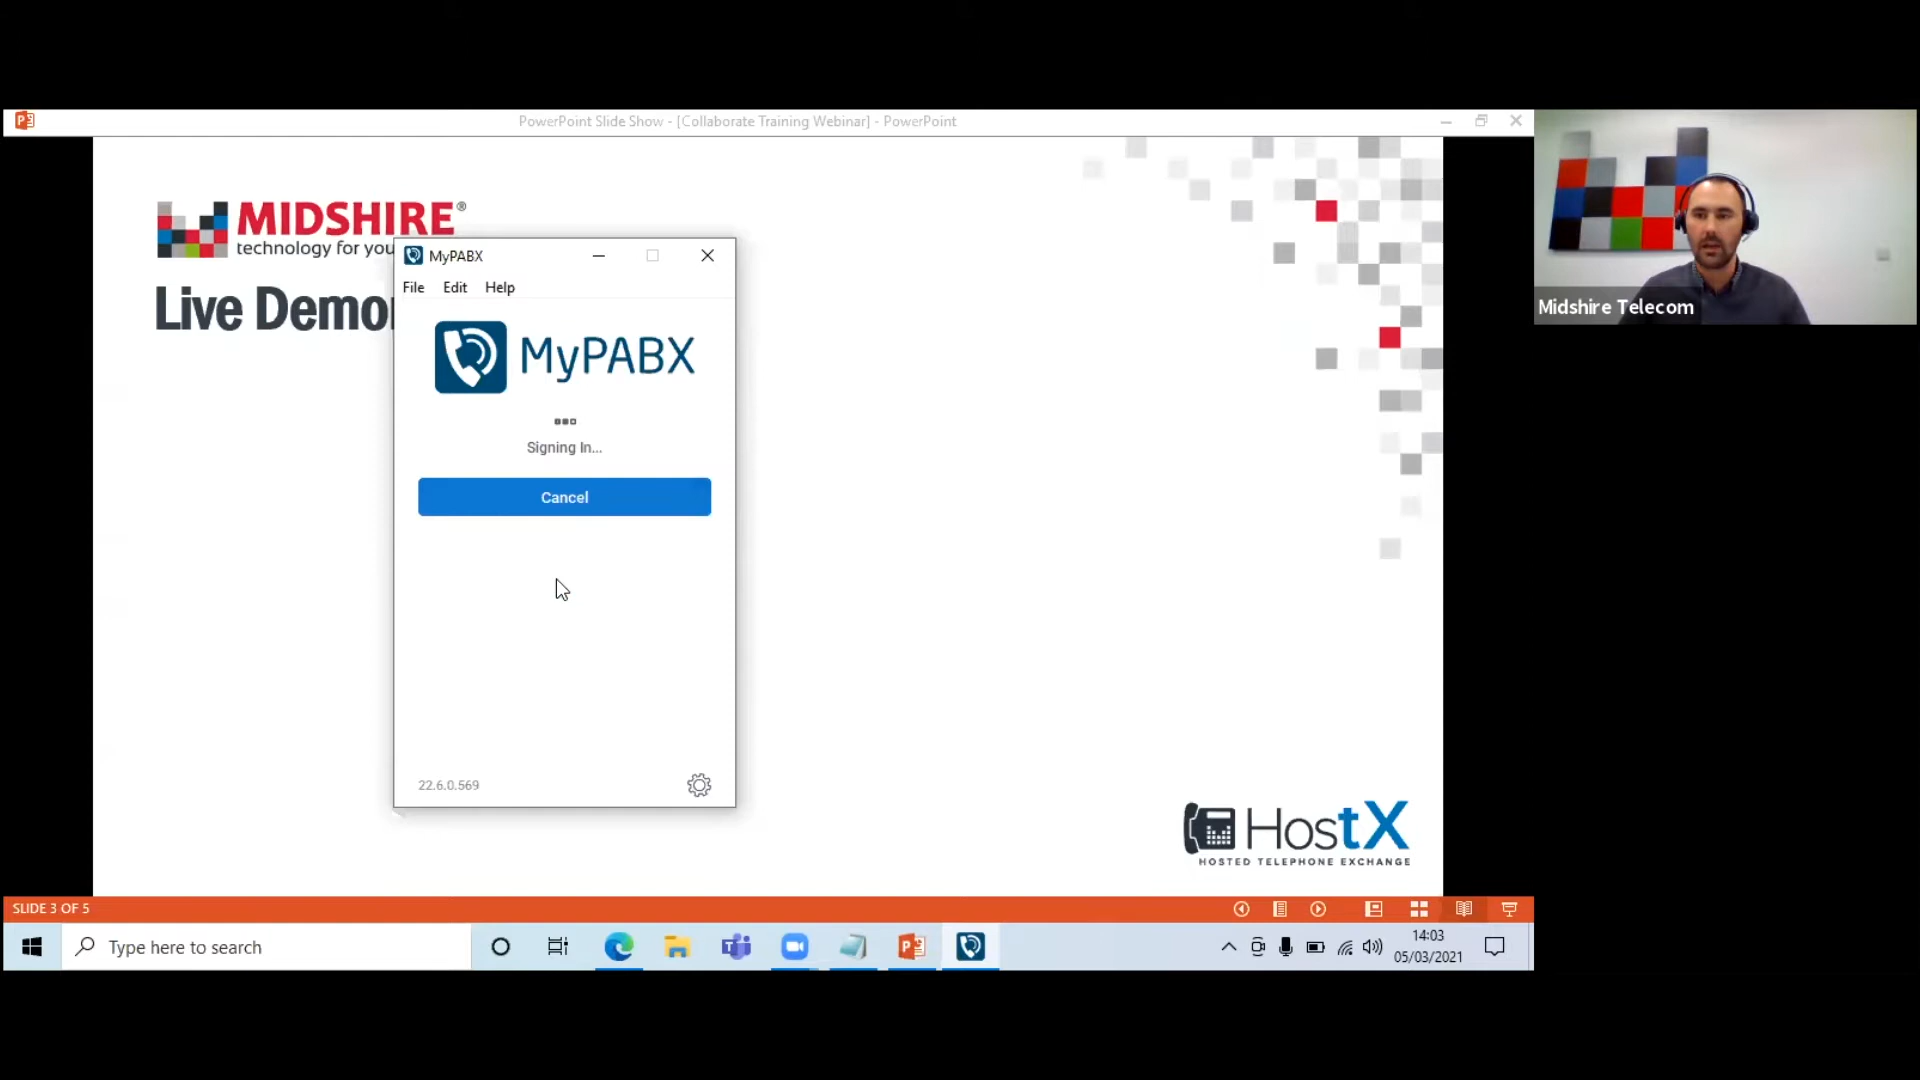 PowerPoint Slide Show - [Collaborate Training Webinar] - PowerPoint
MIDSHIRE®
technology for you
Live Demo
MyPABX
File Edit Help
MyPABX
Signing In...
Cancel
22.6.0.569
Midshire Telecom
HostX
HOSTED TELEPHONE EXCHANGE
SLIDE 3 OF 5
Type here to search
14:03
05/03/2021